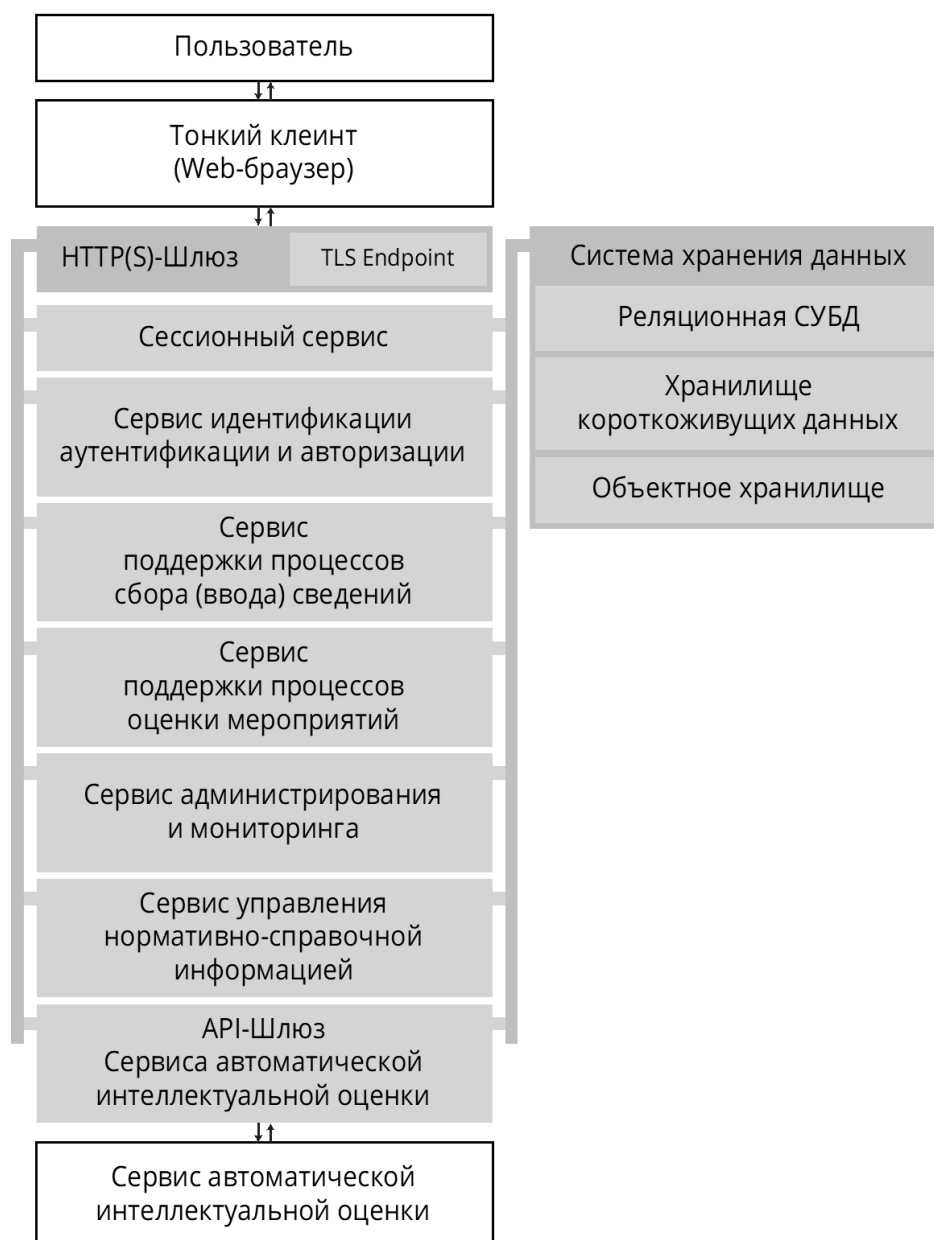 Пользователь
Тонкий клеинт
(Web-браузер)
HTTP(S)-Шлюз
TLS Endpoint
Сессионный сервис
Сервис идентификации
аутентификации и авторизации
Сервис
поддержки процессов
сбора (ввода) сведений
Сервис
поддержки процессов
оценки мероприятий
Сервис администрирования
и мониторинга
Сервис управления
нормативно-справочной
информацией
API-Шлюз
Сервиса автоматической
интеллектуальной оценки
Сервис автоматической
интеллектуальной оценки
Система хранения данных
Реляционная СУБД
Хранилище
короткоживущих данных
Объектное хранилище